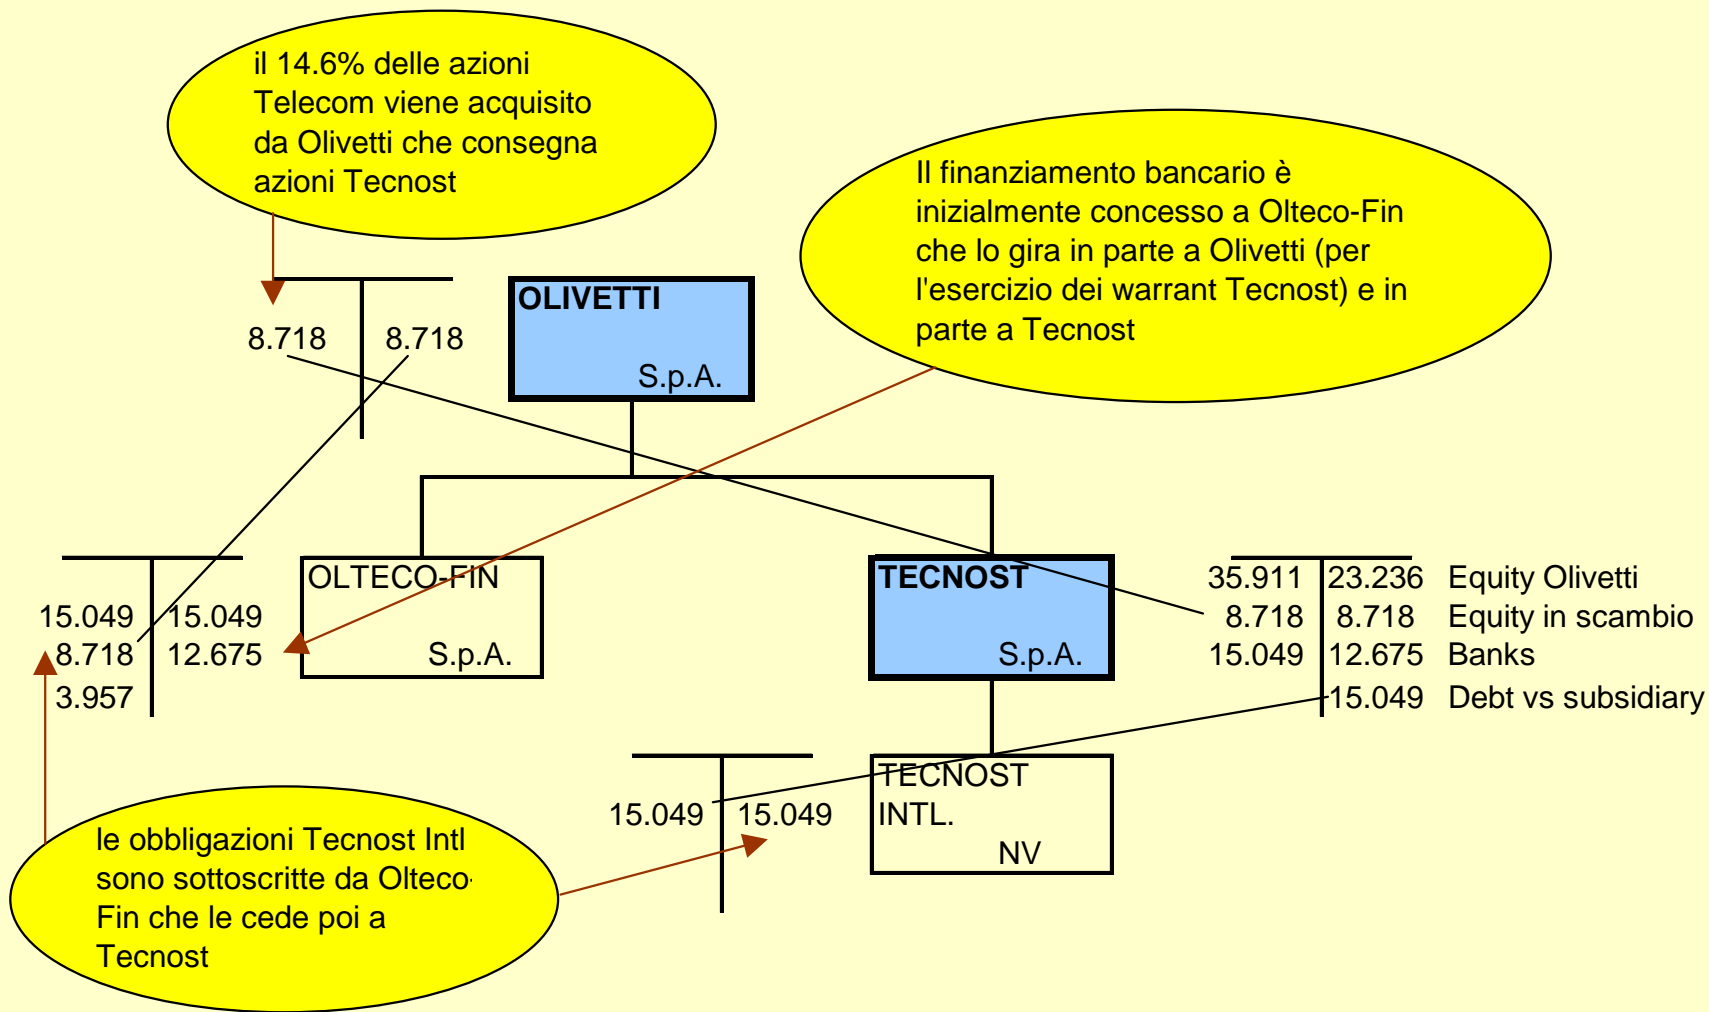 il 14.6% delle azioni
Telecom viene acquisito
da Olivetti che consegna
azioni Tecnost
Il finanziamento bancario è
inizialmente concesso a Olteco-Fin
che lo gira in parte a Olivetti (per
l'esercizio dei warrant Tecnost) e in
parte a Tecnost
8.718 8.718
OLIVETTI
S.p.A.
15.049 15.049
8.718 12.675
3.957
OLTECO-FIN
S.p.A.
TECNOST
S.p.A.
35.911 23.236 Equity Olivetti
8.718 8.718 Equity in scambio
15.049 12.675 Banks
15.049 Debt vs subsidiary
15.049 15.049
TECNOST
INTL.
NV
le obbligazioni Tecnost Intl
sono sottoscritte da Olteco-
Fin che le cede poi a
Tecnost